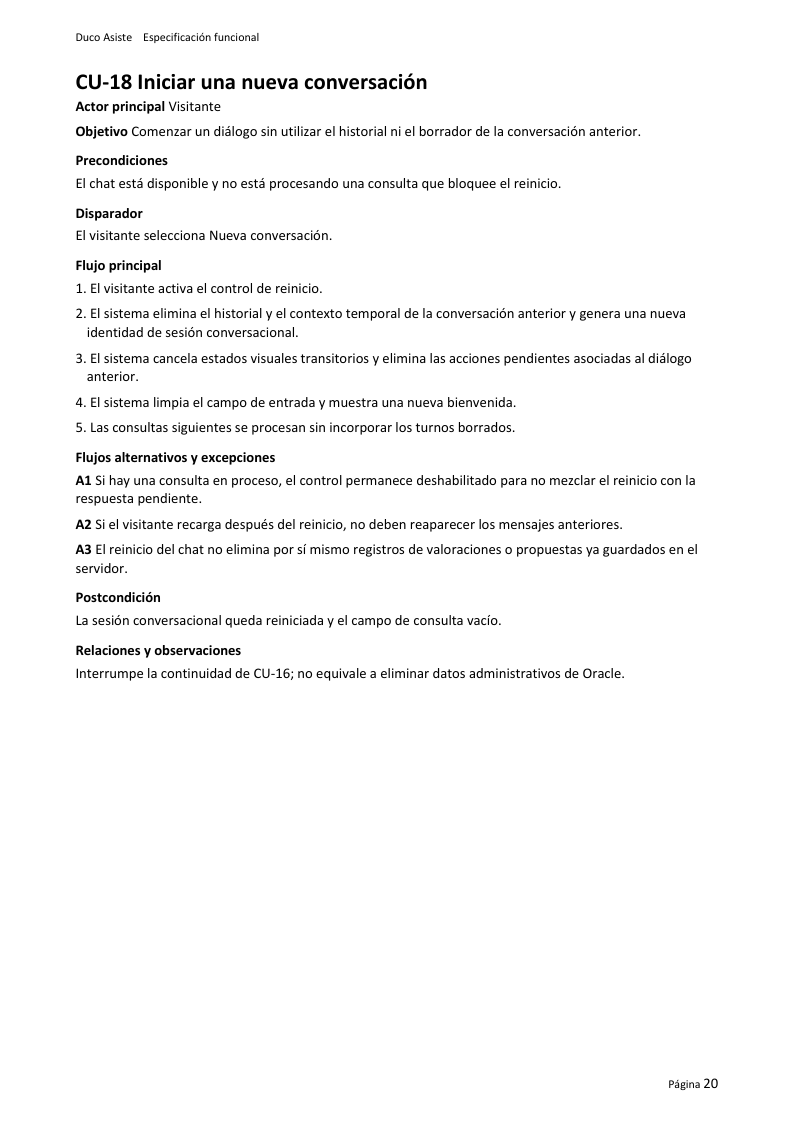 Duco Asiste Especificación funcional
CU-18 Iniciar una nueva conversación
Actor principal Visitante
Objetivo Comenzar un diálogo sin utilizar el historial ni el borrador de la conversación anterior.
Precondiciones
El chat está disponible y no está procesando una consulta que bloquee el reinicio.
Disparador
El visitante selecciona Nueva conversación.
Flujo principal
1. El visitante activa el control de reinicio.
2. El sistema elimina el historial y el contexto temporal de la conversación anterior y genera una nueva
identidad de sesión conversacional.
3. El sistema cancela estados visuales transitorios y elimina las acciones pendientes asociadas al diálogo
anterior.
4. El sistema limpia el campo de entrada y muestra una nueva bienvenida.
5. Las consultas siguientes se procesan sin incorporar los turnos borrados.
Flujos alternativos y excepciones
A1 Si hay una consulta en proceso, el control permanece deshabilitado para no mezclar el reinicio con la
respuesta pendiente.
A2 Si el visitante recarga después del reinicio, no deben reaparecer los mensajes anteriores.
A3 El reinicio del chat no elimina por sí mismo registros de valoraciones o propuestas ya guardados en el
servidor.
Postcondición
La sesión conversacional queda reiniciada y el campo de consulta vacío.
Relaciones y observaciones
Interrumpe la continuidad de CU-16; no equivale a eliminar datos administrativos de Oracle.
Página 20